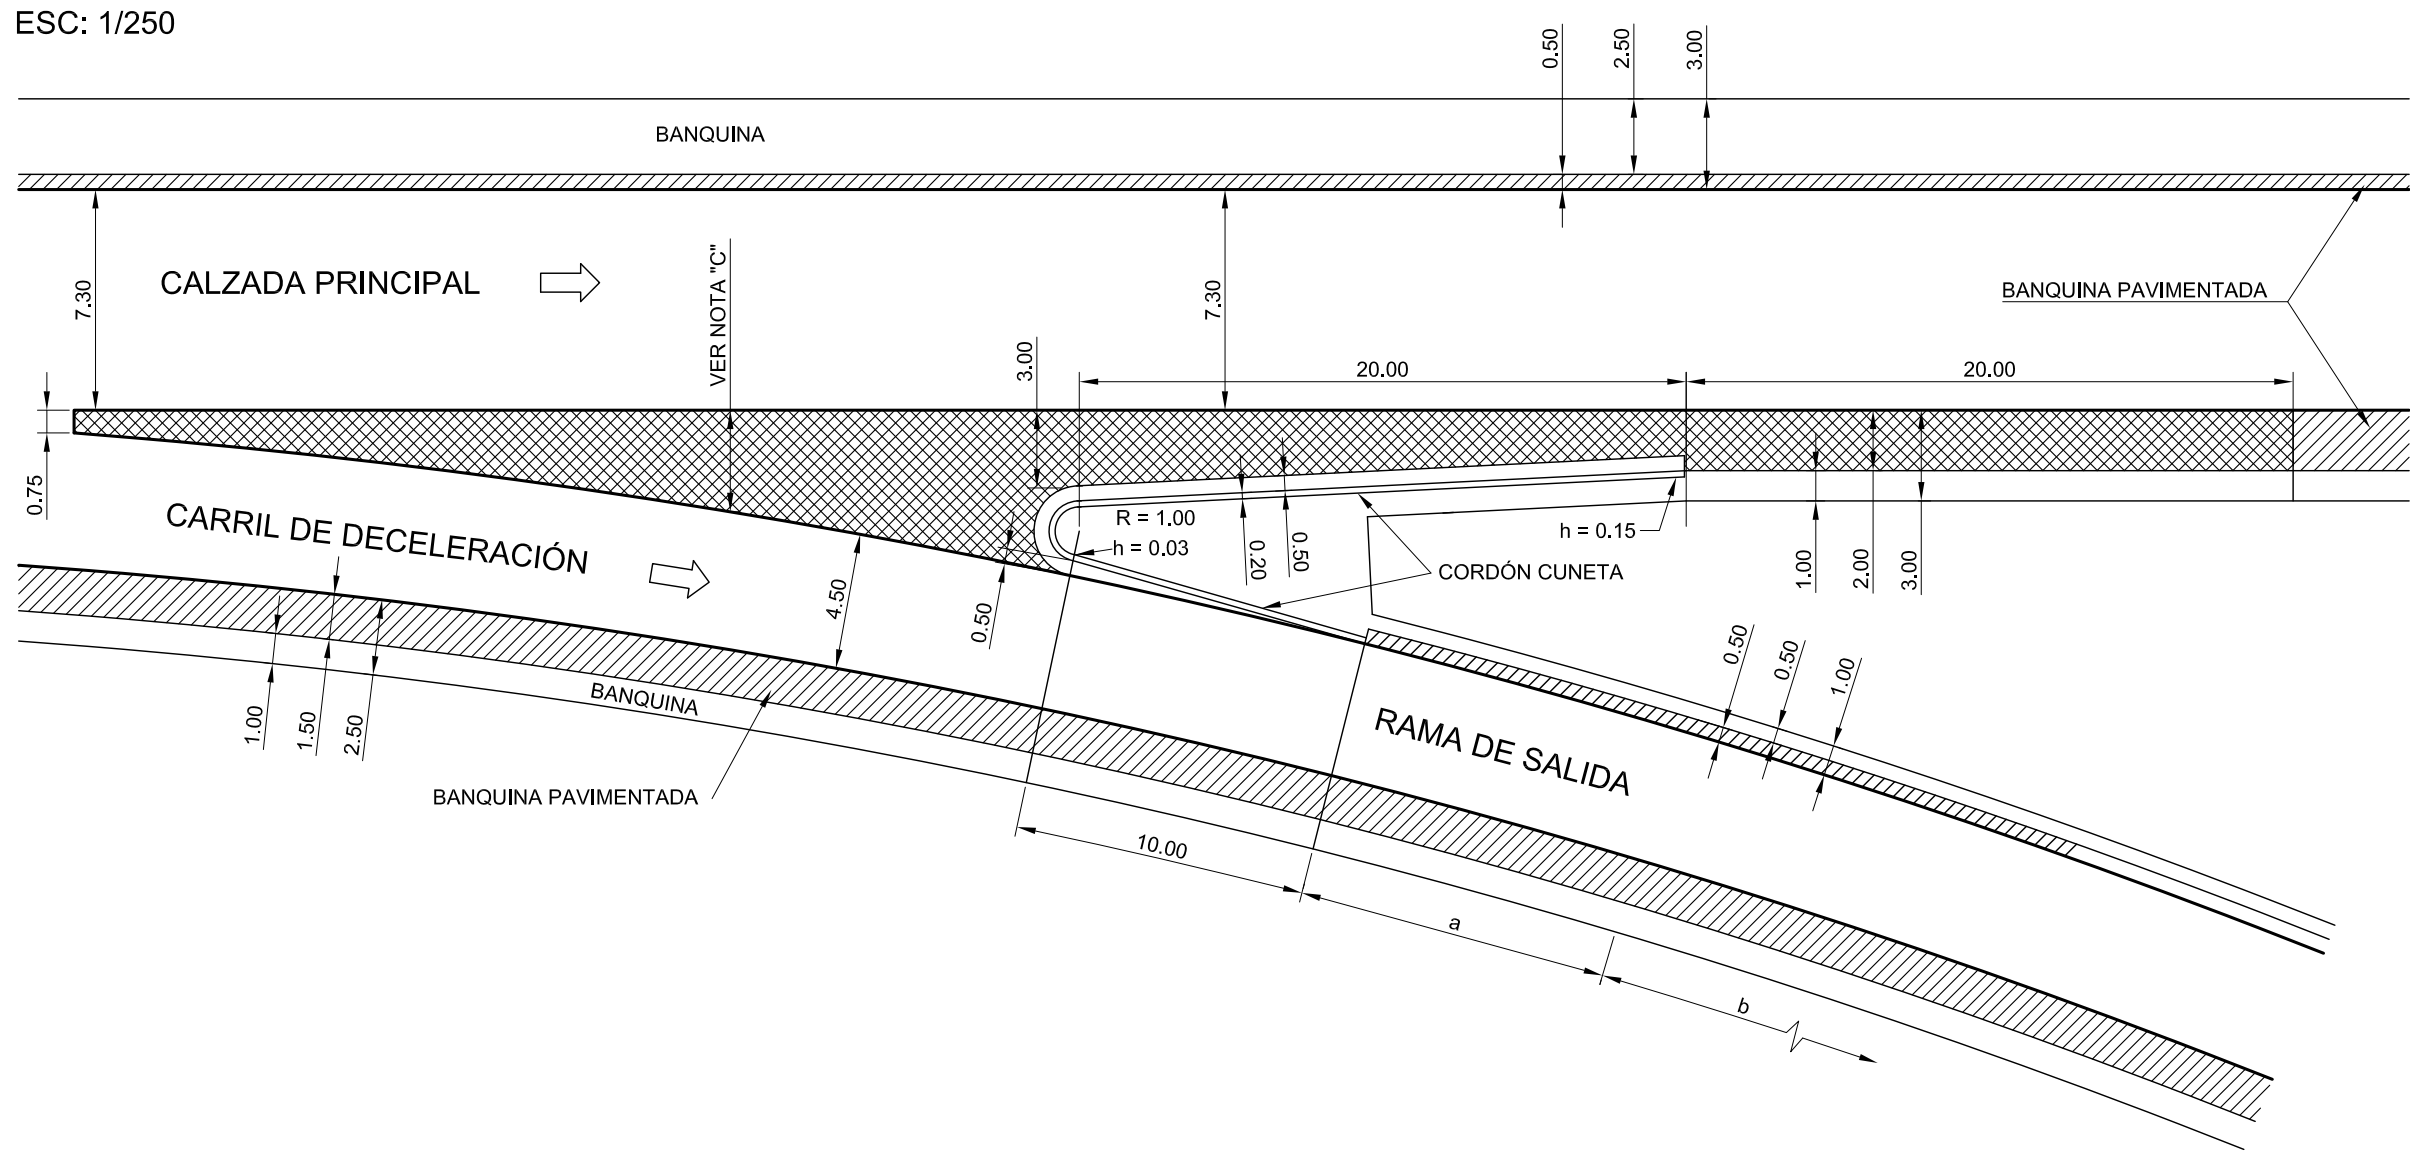 ESC: 1/250
0.50
2.50
3.00
BANQUINA
CALZADA PRINCIPAL
7.30
VER NOTA "C"
7.30
BANQUINA PAVIMENTADA
3.00
20.00
20.00
0.75
CARRIL DE DECELERACIÓN
R = 1.00
h = 0.03
0.20
0.50
h = 0.15
CORDÓN CUNETA
1.00
2.00
3.00
4.50
0.50
0.50
0.50
1.00
BANQUINA
1.00
1.50
2.50
RAMA DE SALIDA
BANQUINA PAVIMENTADA
10.00
a
b